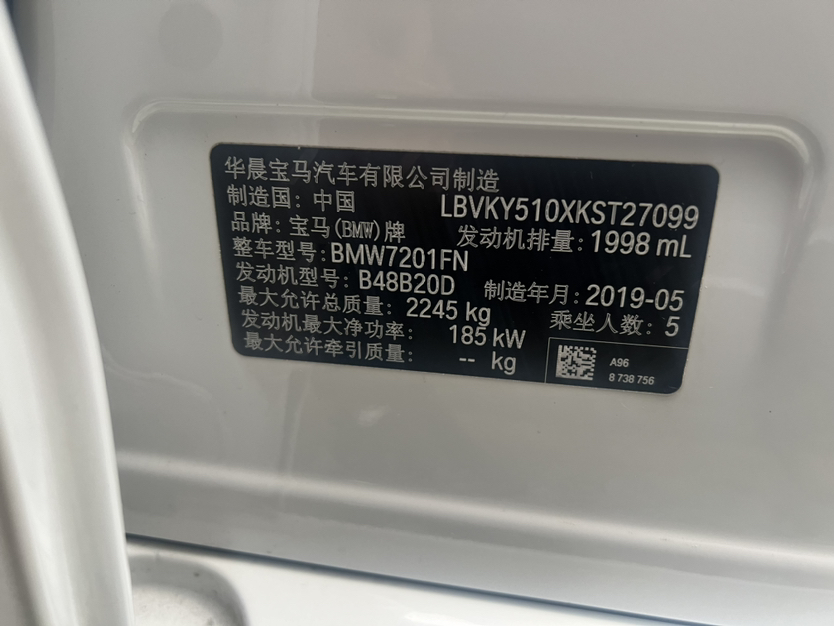 华晨宝马汽车有限公司制造
制造国: 中国 LBVKY510XKST27099
品牌: 宝马(BMW)牌 发动机排量: 1998 mL
整车型号: BMW7201FN
发动机型号: B48B20D 制造年月: 2019-05
最大允许总质量: 2245 kg 乘坐人数: 5
发动机最大净功率: 185 kW
最大允许牵引质量: -- kg
A96
8 738 756